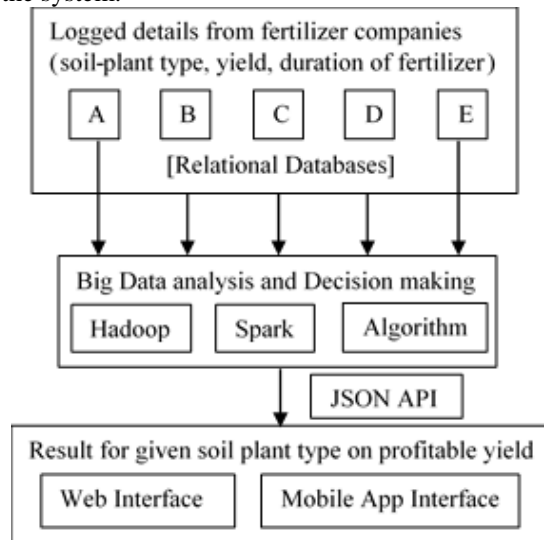 the system.
Logged details from fertilizer companies
(soil-plant type, yield, duration of fertilizer)
A B C D E
[Relational Databases]
Big Data analysis and Decision making
Hadoop Spark Algorithm
JSON API
Result for given soil plant type on profitable yield
Web Interface Mobile App Interface